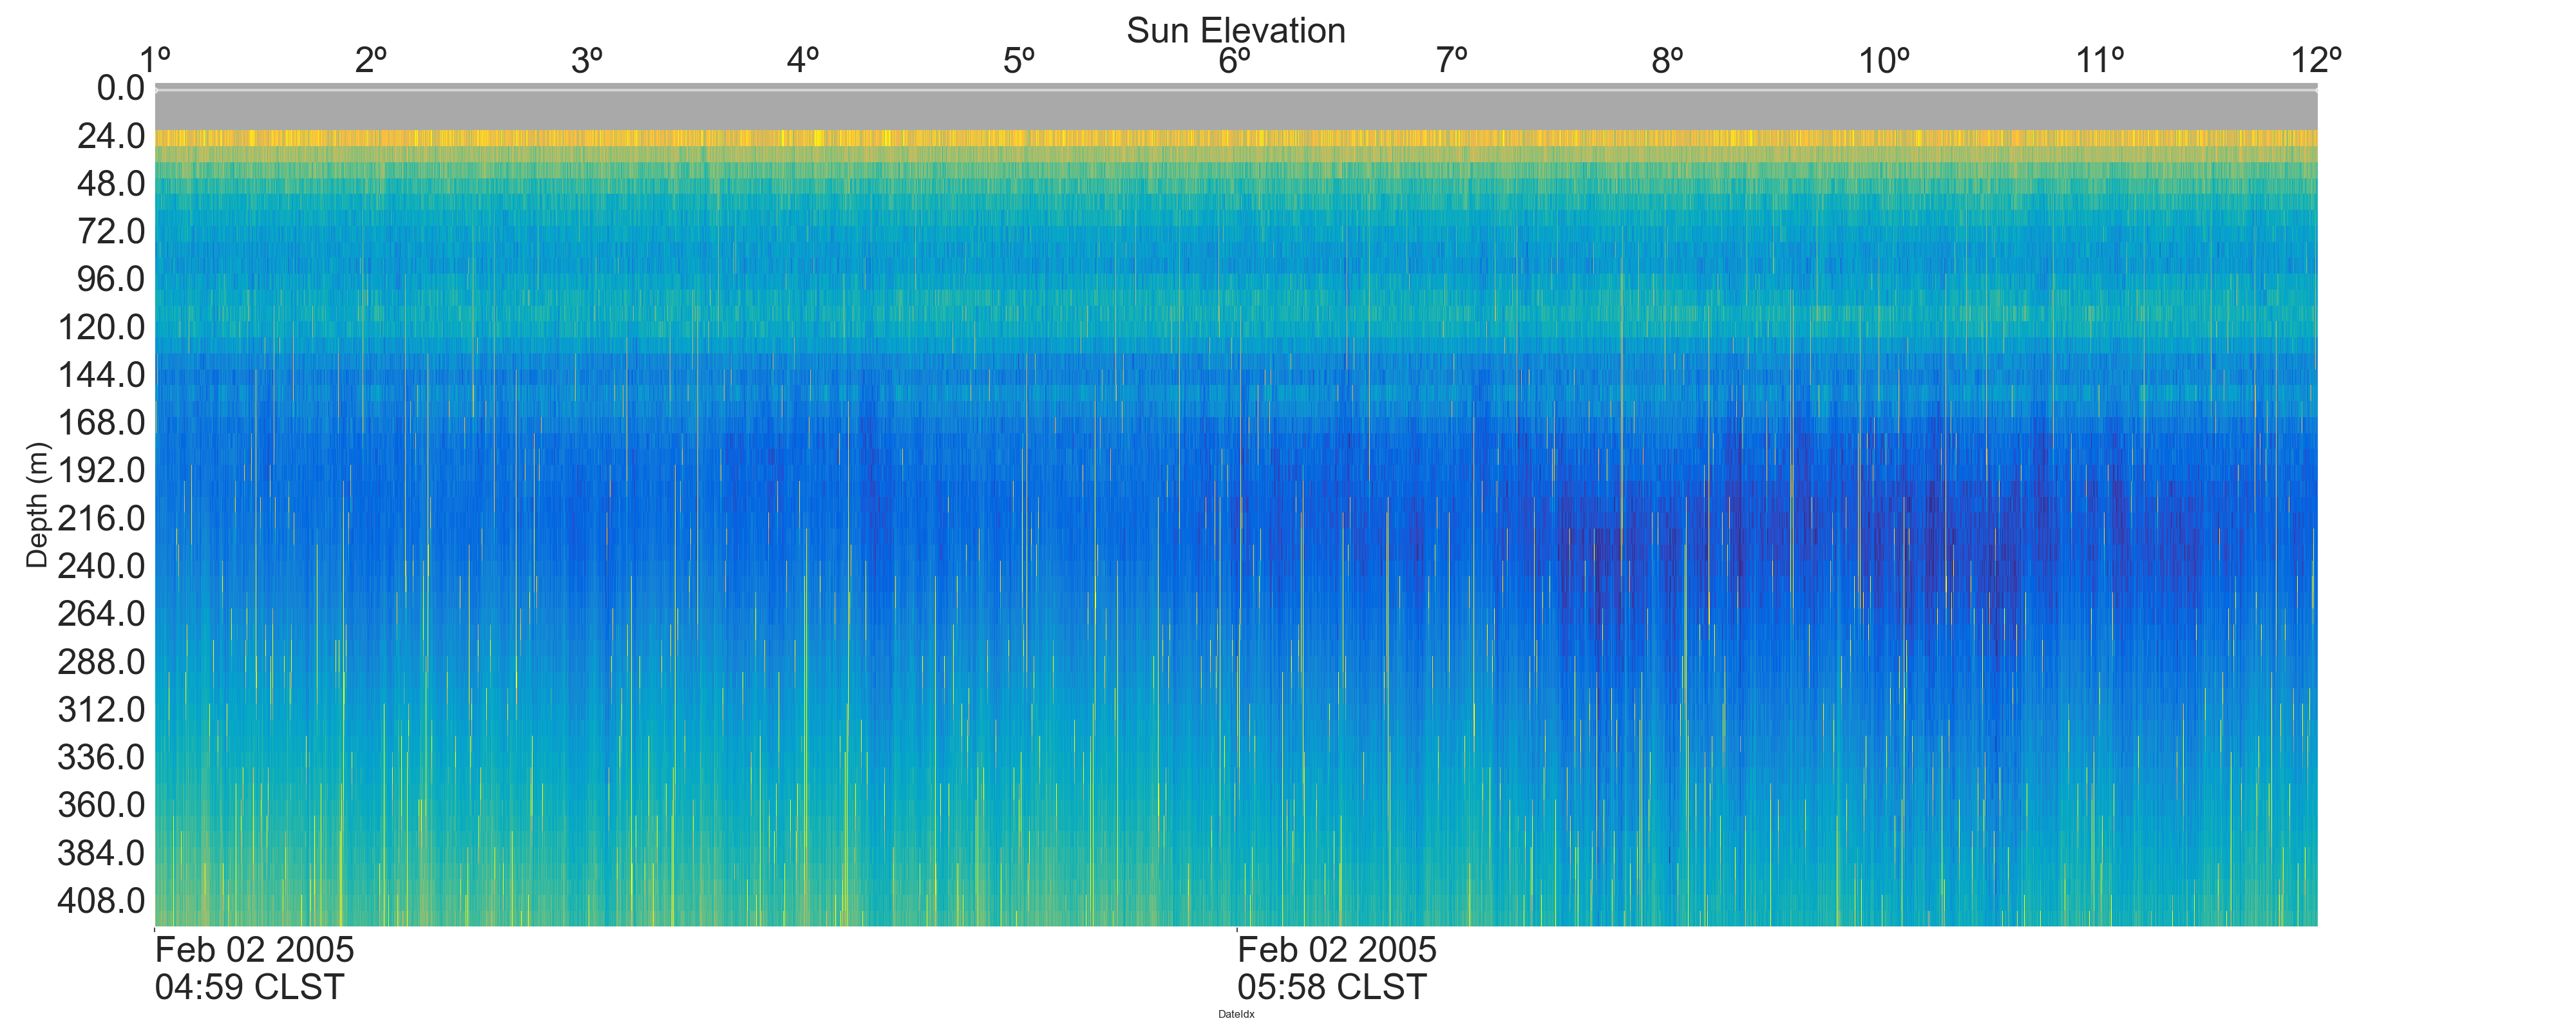 Sun Elevation
1º 2º 3º 4º 5º 6º 7º 8º 9º 10º 11º 12º
0.0
24.0
48.0
72.0
96.0
120.0
144.0
168.0
192.0
216.0
240.0
264.0
288.0
312.0
336.0
360.0
384.0
408.0
Depth (m)
Feb 02 2005
04:59 CLST
Feb 02 2005
05:58 CLST
DateIdx